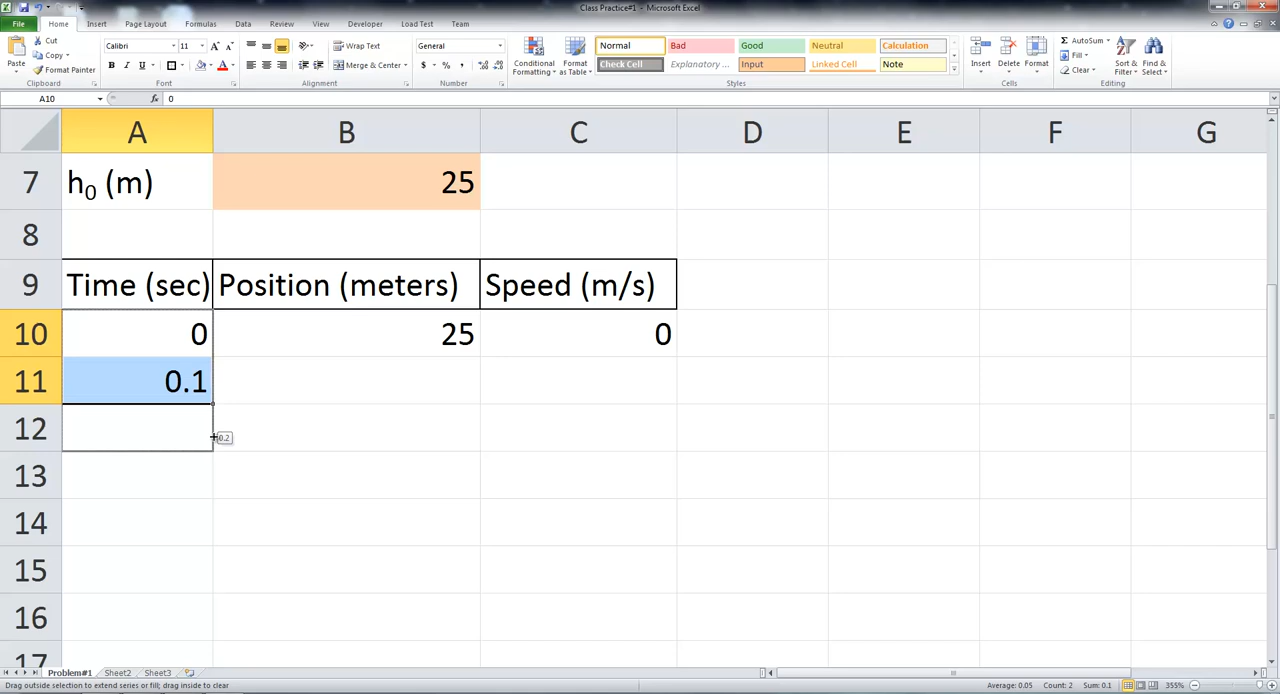 Class Practice#1 - Microsoft Excel
File Home Insert Page Layout Formulas Data Review View Developer Load Test Team
Paste
Cut
Copy
Format Painter
Clipboard
Calibri 11
B I U
Font
Wrap Text
Merge & Center
Alignment
General
$ % ,
Number
Conditional Formatting
Format as Table
Normal Bad Good Neutral Calculation
Check Cell Explanatory ... Input Linked Cell Note
Styles
Insert Delete Format
Cells
AutoSum
Fill
Clear
Sort & Filter
Find & Select
Editing
A10 fx 0
A B C D E F G
7 h₀ (m) 25
8
9 Time (sec) Position (meters) Speed (m/s)
10 0 25 0
11 0.1
12 0.2
13
14
15
16
17
Problem#1 Sheet2 Sheet3
Drag outside selection to extend series or fill; drag inside to clear
Average: 0.05 Count: 2 Sum: 0.1 355%